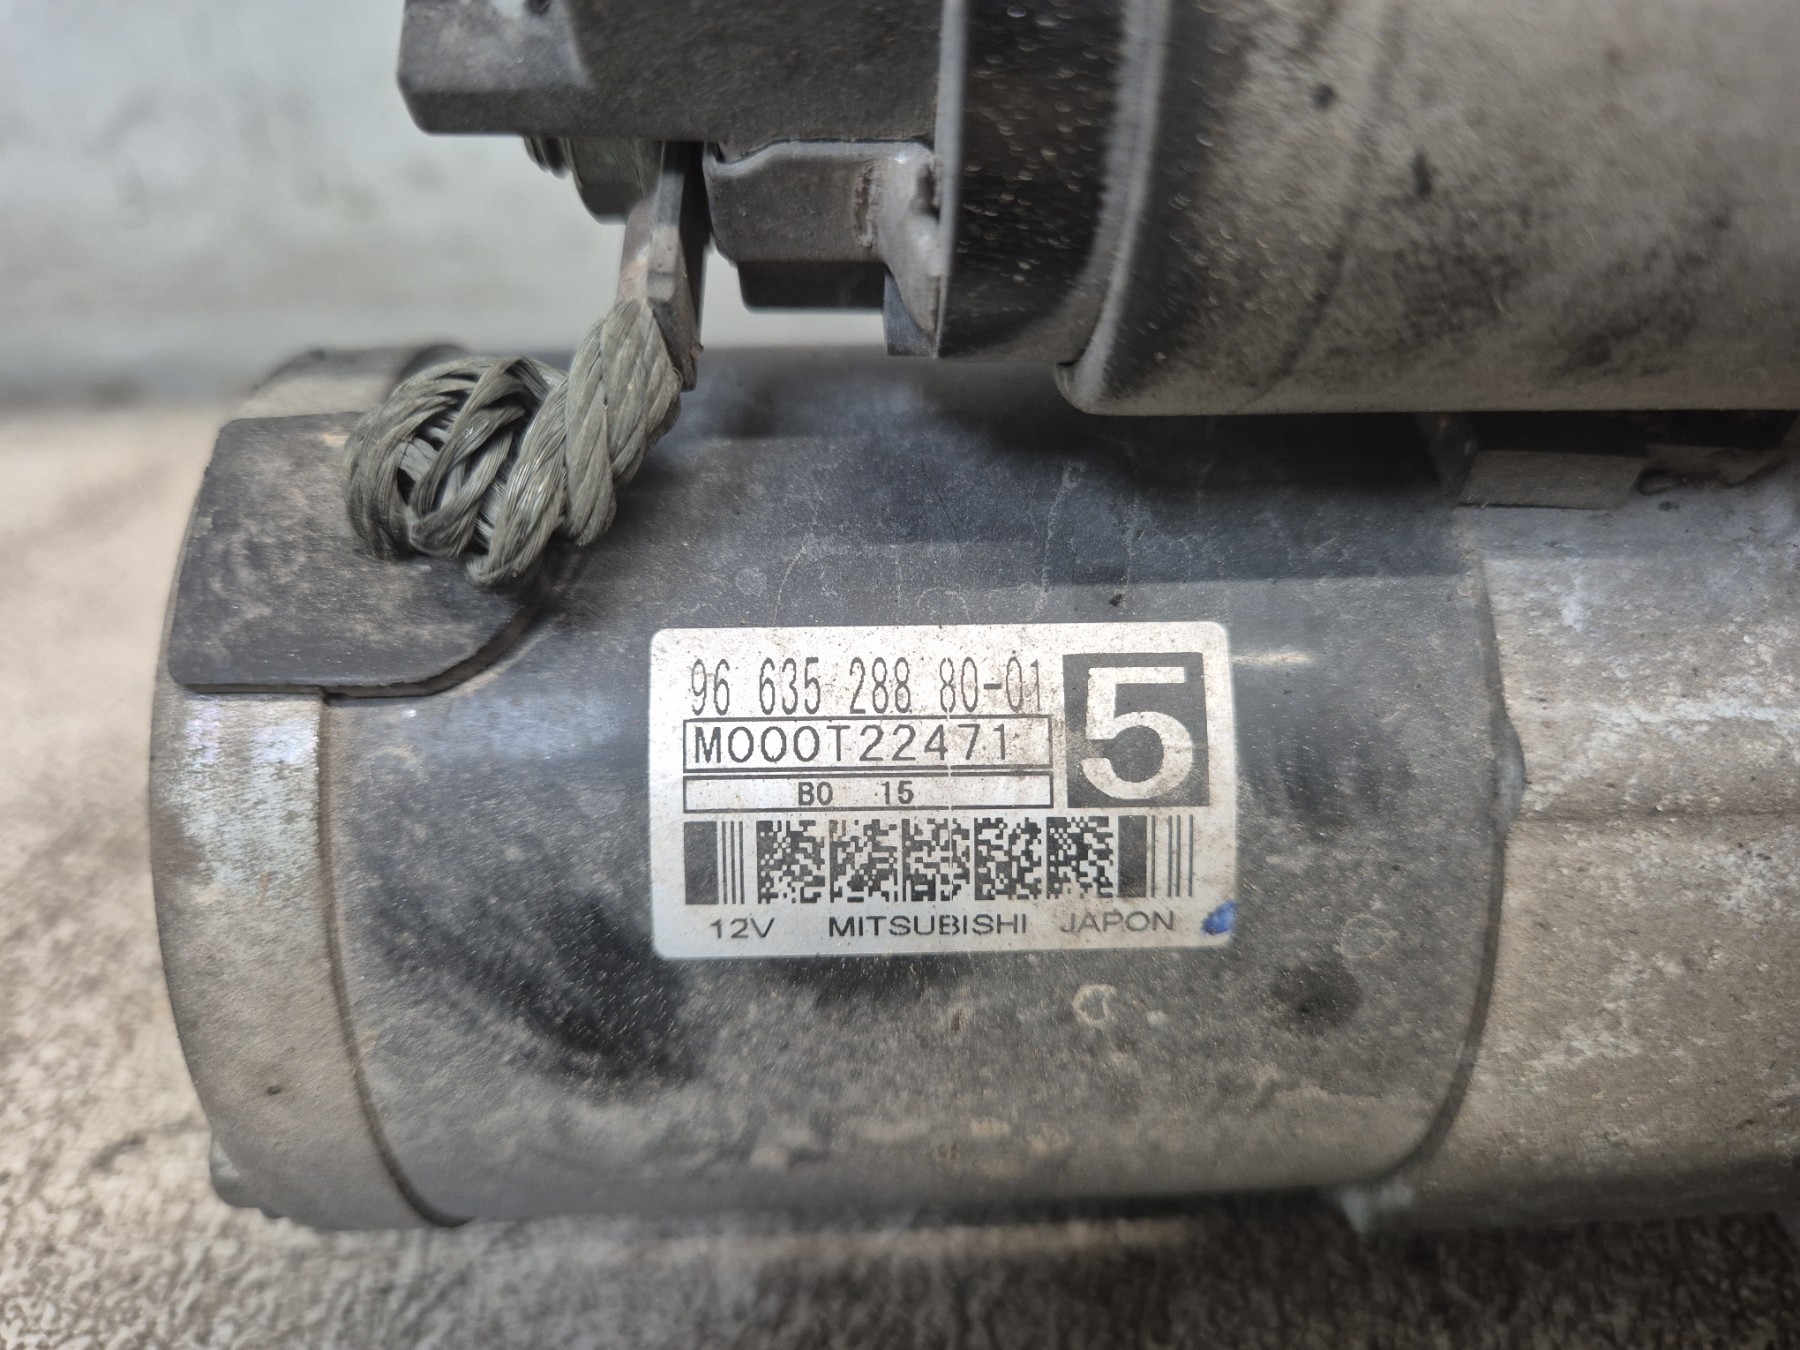 96 635 288 80-01
5
M000T22471
B0 15
12V MITSUBISHI JAPON